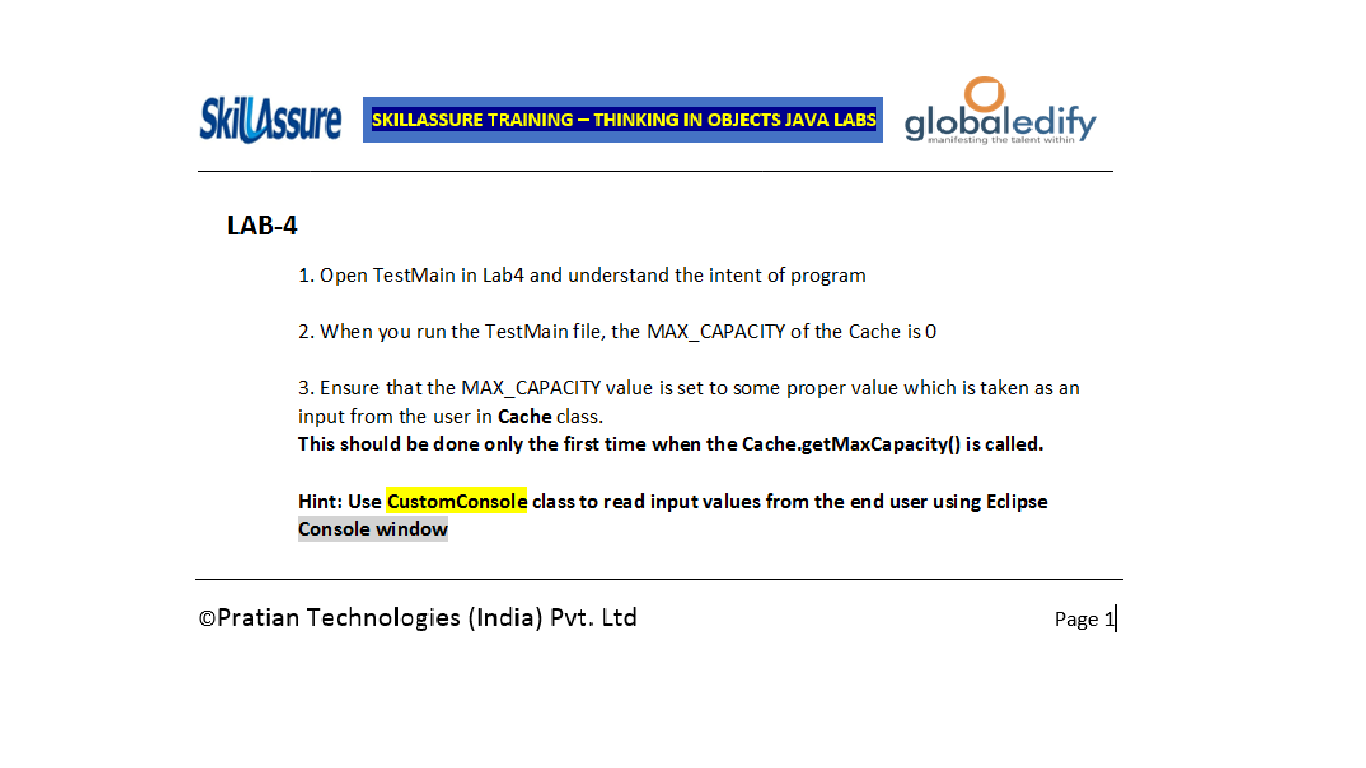 SkillAssure
SKILLASSURE TRAINING – THINKING IN OBJECTS JAVA LABS
globaledify
manifesting the talent within
LAB-4
1. Open TestMain in Lab4 and understand the intent of program
2. When you run the TestMain file, the MAX_CAPACITY of the Cache is 0
3. Ensure that the MAX_CAPACITY value is set to some proper value which is taken as an
input from the user in Cache class.
This should be done only the first time when the Cache.getMaxCapacity() is called.
Hint: Use CustomConsole class to read input values from the end user using Eclipse
Console window
©Pratian Technologies (India) Pvt. Ltd
Page 1